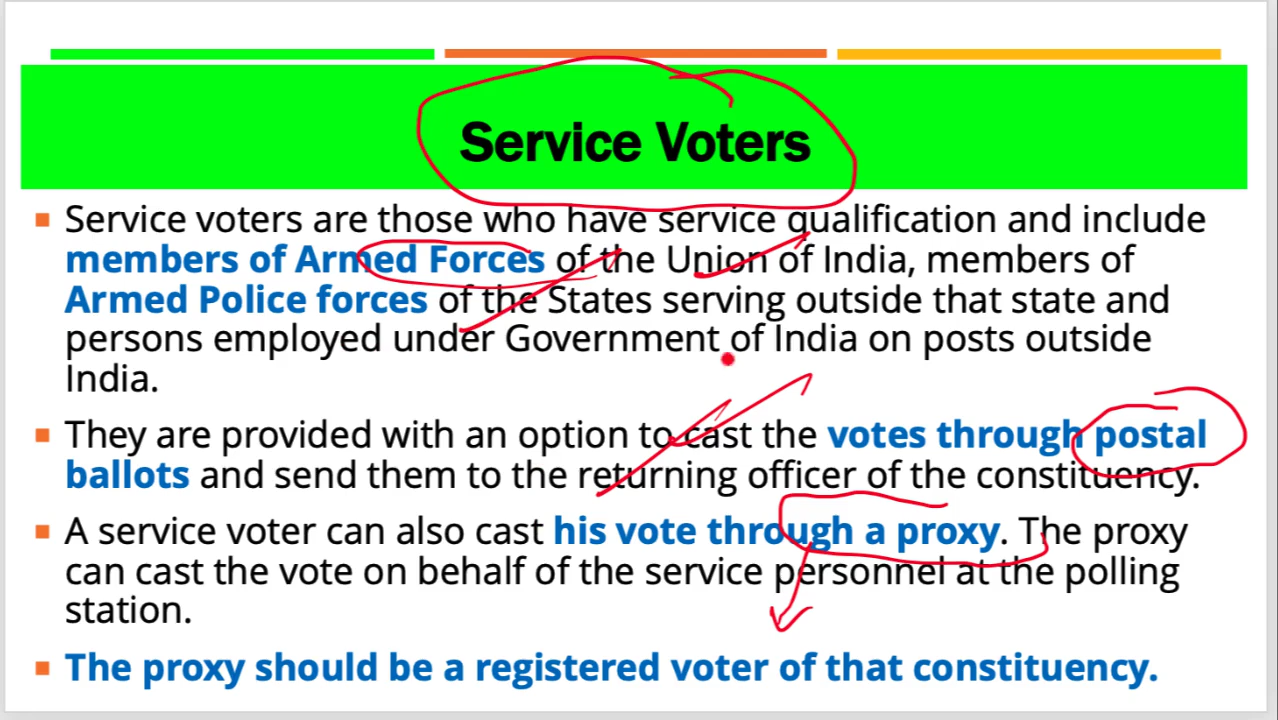 Service Voters
Service voters are those who have service qualification and include
members of Armed Forces of the Union of India, members of
Armed Police forces of the States serving outside that state and
persons employed under Government of India on posts outside
India.
They are provided with an option to cast the votes through postal
ballots and send them to the returning officer of the constituency.
A service voter can also cast his vote through a proxy. The proxy
can cast the vote on behalf of the service personnel at the polling
station.
The proxy should be a registered voter of that constituency.